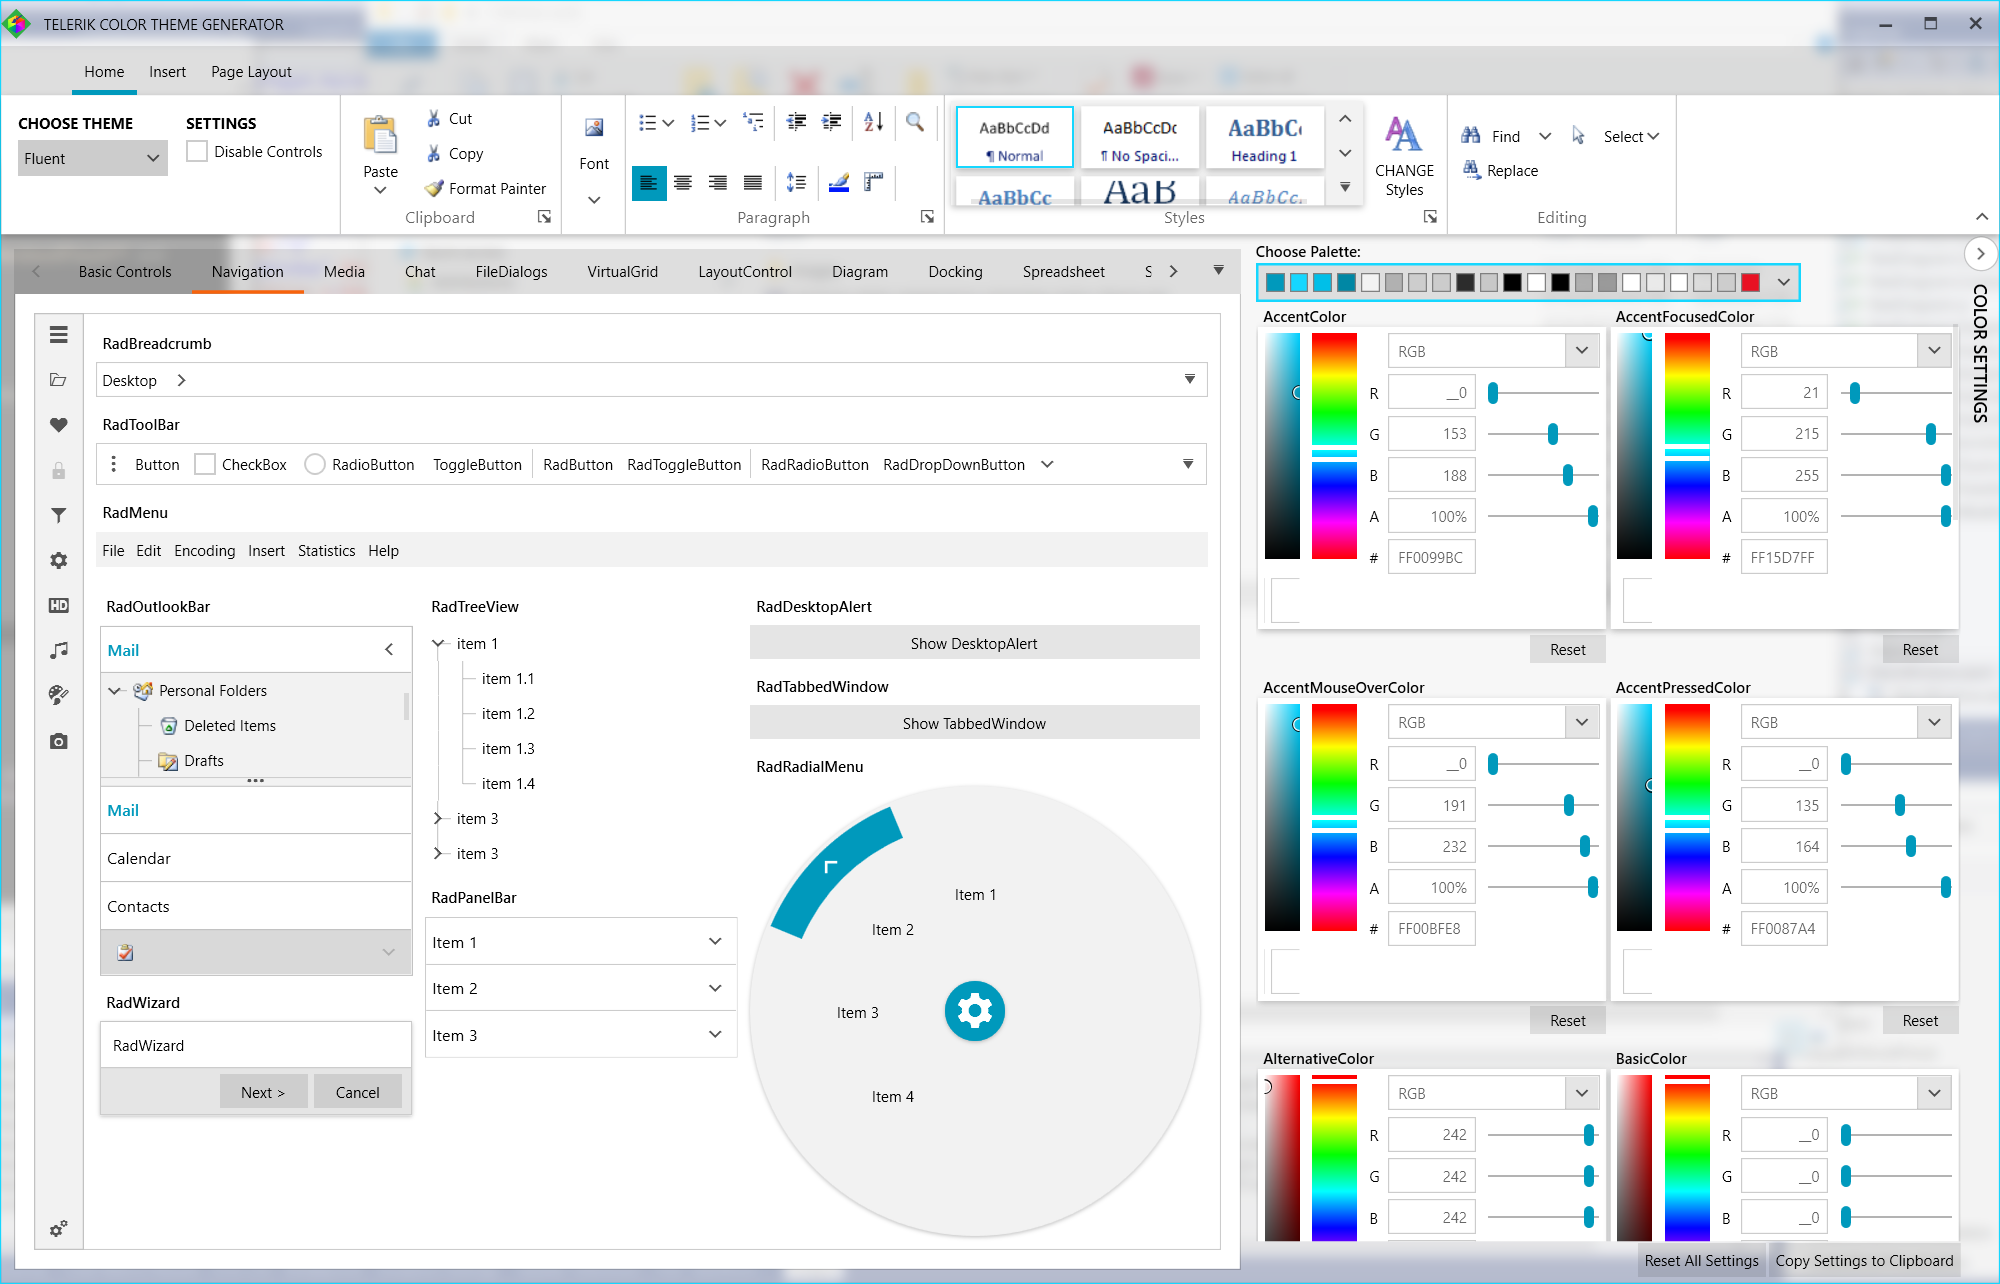 TELERIK COLOR THEME GENERATOR
Home Insert Page Layout
CHOOSE THEME
Fluent
SETTINGS
Disable Controls
Paste
Cut
Copy
Format Painter
Clipboard
Font
Paragraph
AaBbCcDd
¶ Normal
AaBbCcDc
¶ No Spaci...
AaBbC
Heading 1
AaBbCc
AaB
AaBbCc.
Styles
CHANGE
Styles
Find
Select
Replace
Editing
Basic Controls Navigation Media Chat FileDialogs VirtualGrid LayoutControl Diagram Docking Spreadsheet S
RadBreadcrumb
Desktop
RadToolBar
Button CheckBox RadioButton ToggleButton RadButton RadToggleButton RadRadioButton RadDropDownButton
RadMenu
File Edit Encoding Insert Statistics Help
HD
RadOutlookBar
Mail
Personal Folders
Deleted Items
Drafts
Mail
Calendar
Contacts
RadWizard
RadWizard
Next >
Cancel
RadTreeView
item 1
item 1.1
item 1.2
item 1.3
item 1.4
item 3
item 3
RadPanelBar
Item 1
Item 2
Item 3
RadDesktopAlert
Show DesktopAlert
RadTabbedWindow
Show TabbedWindow
RadRadialMenu
Item 1
Item 2
Item 3
Item 4
Choose Palette:
COLOR SETTINGS
AccentColor
RGB
R __0
G 153
B 188
A 100%
# FF0099BC
Reset
AccentFocusedColor
RGB
R 21
G 215
B 255
A 100%
# FF15D7FF
Reset
AccentMouseOverColor
RGB
R __0
G 191
B 232
A 100%
# FF00BFE8
Reset
AccentPressedColor
RGB
R __0
G 135
B 164
A 100%
# FF0087A4
Reset
AlternativeColor
RGB
R 242
G 242
B 242
BasicColor
RGB
R __0
G __0
B __0
Reset All Settings
Copy Settings to Clipboard